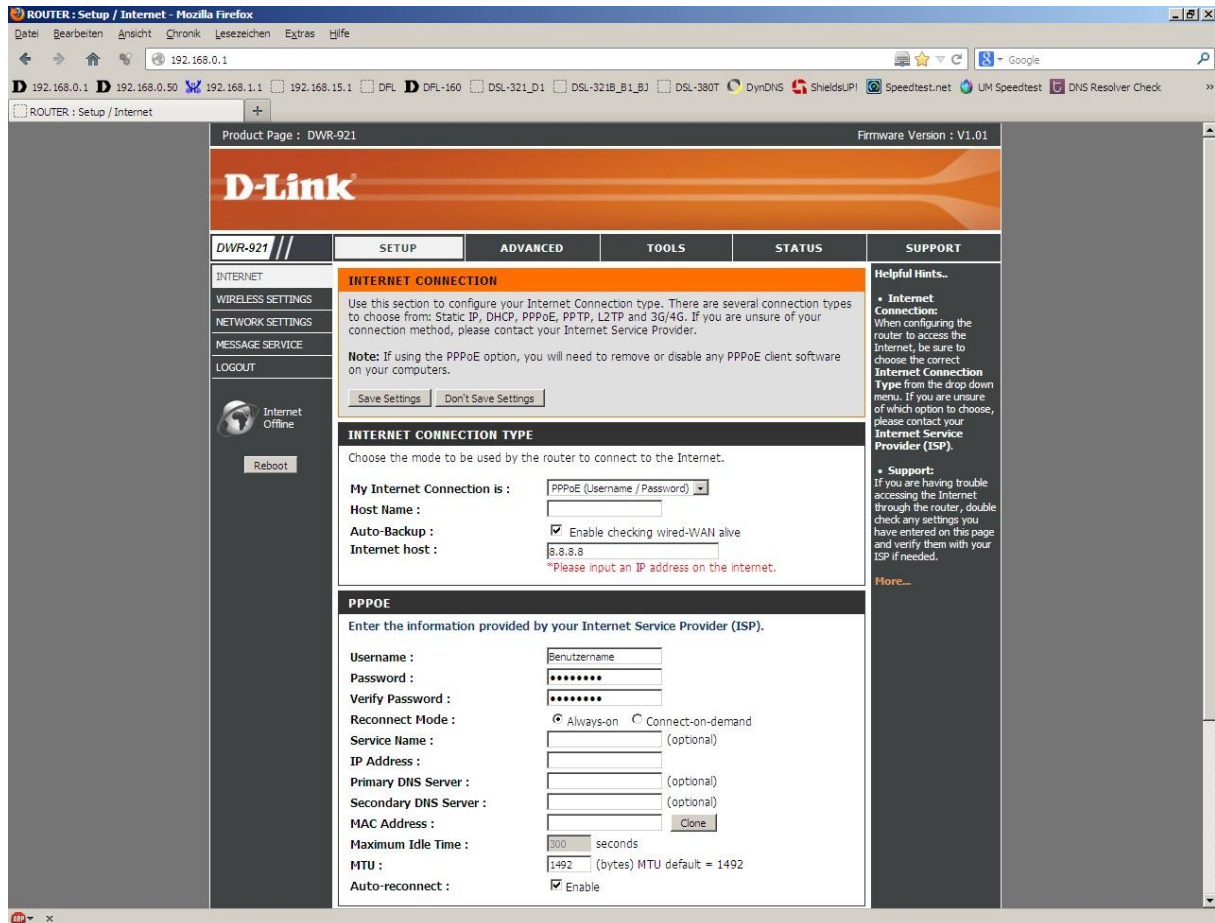 ROUTER : Setup / Internet - Mozilla Firefox
Datei Bearbeiten Ansicht Chronik Lesezeichen Extras Hilfe
192.168.0.1
Google
192.168.0.1 192.168.0.50 192.168.1.1 192.168.15.1 DFL DFL-160 DSL-321_D1 DSL-321B_B1_BJ DSL-380T DynDNS ShieldsUP! Speedtest.net UM Speedtest DNS Resolver Check »
ROUTER : Setup / Internet +
Product Page : DWR-921 Firmware Version : V1.01
D-Link
DWR-921 // SETUP ADVANCED TOOLS STATUS SUPPORT
INTERNET
WIRELESS SETTINGS
NETWORK SETTINGS
MESSAGE SERVICE
LOGOUT
Internet
Offline
Reboot
INTERNET CONNECTION
Use this section to configure your Internet Connection type. There are several connection types
to choose from: Static IP, DHCP, PPPoE, PPTP, L2TP and 3G/4G. If you are unsure of your
connection method, please contact your Internet Service Provider.
Note: If using the PPPoE option, you will need to remove or disable any PPPoE client software
on your computers.
Save Settings Don't Save Settings
INTERNET CONNECTION TYPE
Choose the mode to be used by the router to connect to the Internet.
My Internet Connection is : PPPoE (Username / Password)
Host Name :
Auto-Backup : Enable checking wired-WAN alive
Internet host : 8.8.8.8
*Please input an IP address on the internet.
PPPOE
Enter the information provided by your Internet Service Provider (ISP).
Username : Benutzername
Password : ••••••••
Verify Password : ••••••••
Reconnect Mode : Always-on Connect-on-demand
Service Name : (optional)
IP Address :
Primary DNS Server : (optional)
Secondary DNS Server : (optional)
MAC Address : Clone
Maximum Idle Time : 300 seconds
MTU : 1492 (bytes) MTU default = 1492
Auto-reconnect : Enable
Helpful Hints..
• Internet
Connection:
When configuring the
router to access the
Internet, be sure to
choose the correct
Internet Connection
Type from the drop down
menu. If you are unsure
of which option to choose,
please contact your
Internet Service
Provider (ISP).
• Support:
If you are having trouble
accessing the Internet
through the router, double
check any settings you
have entered on this page
and verify them with your
ISP if needed.
More...
ABP